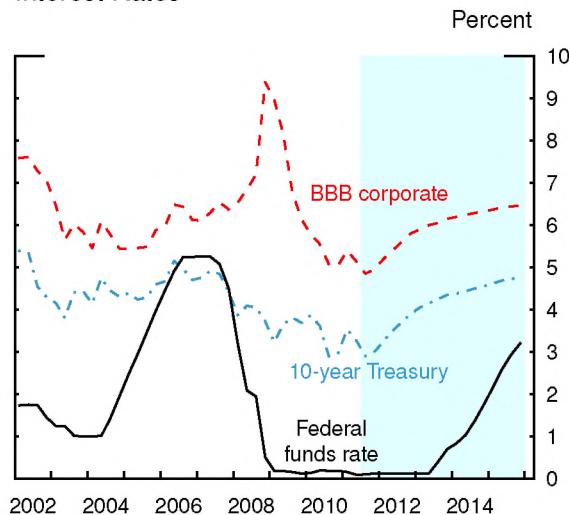 Interest Rates
Percent
10
9
8
7
6
5
4
3
2
1
0
BBB corporate
10-year Treasury
Federal
funds rate
2002 2004 2006 2008 2010 2012 2014